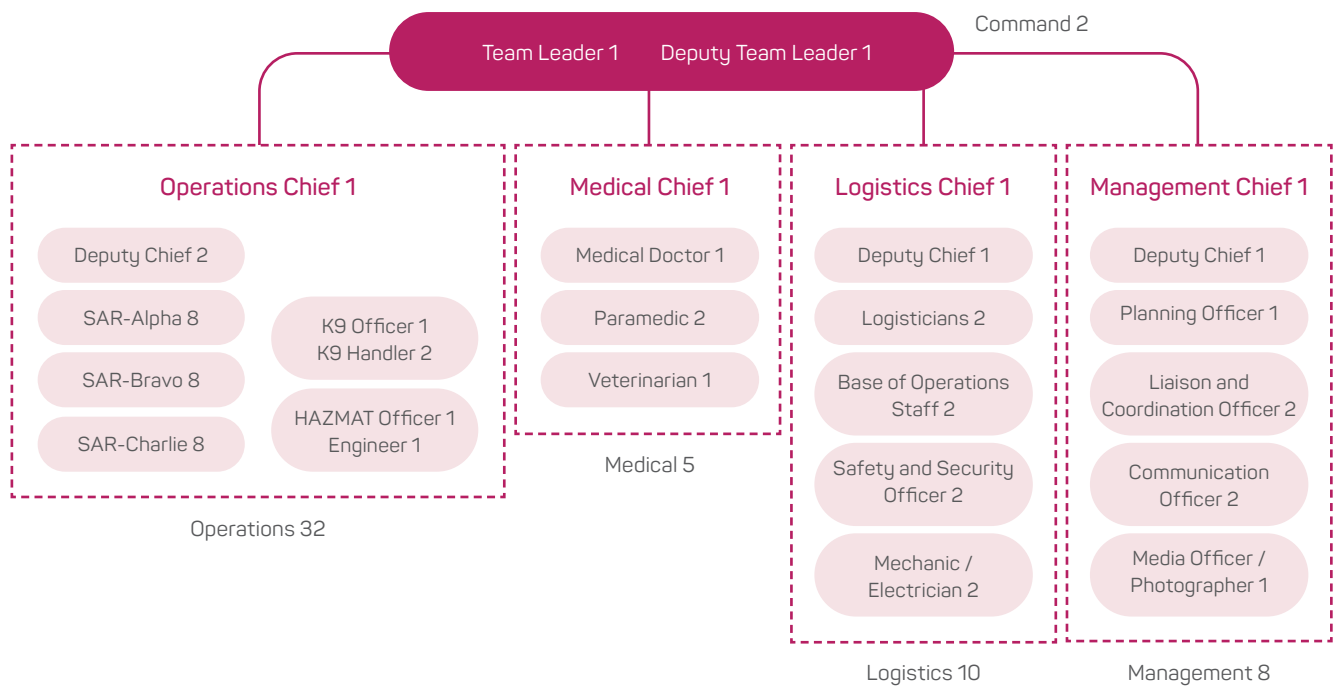 Command 2
Team Leader 1
Deputy Team Leader 1
Operations Chief 1
Deputy Chief 2
SAR-Alpha 8
SAR-Bravo 8
SAR-Charlie 8
K9 Officer 1
K9 Handler 2
HAZMAT Officer 1
Engineer 1
Operations 32
Medical Chief 1
Medical Doctor 1
Paramedic 2
Veterinarian 1
Medical 5
Logistics Chief 1
Deputy Chief 1
Logisticians 2
Base of Operations
Staff 2
Safety and Security
Officer 2
Mechanic /
Electrician 2
Logistics 10
Management Chief 1
Deputy Chief 1
Planning Officer 1
Liaison and
Coordination Officer 2
Communication
Officer 2
Media Officer /
Photographer 1
Management 8